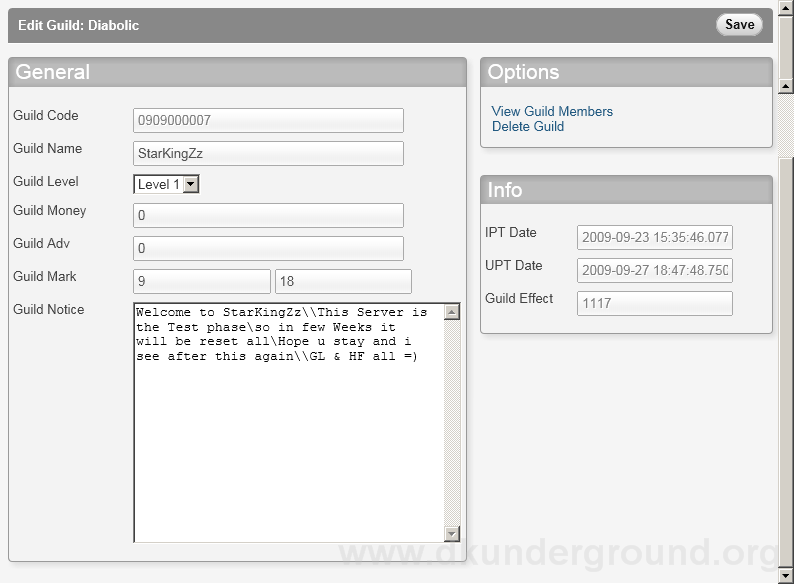 Edit Guild: Diabolic
Save
General
Guild Code
0909000007
Guild Name
StarKingZz
Guild Level
Level 1
Guild Money
0
Guild Adv
0
Guild Mark
9
18
Guild Notice
Welcome to StarKingZz\\This Server is
the Test phase\so in few Weeks it
will be reset all\Hope u stay and i
see after this again\\GL & HF all =)
Options
View Guild Members
Delete Guild
Info
IPT Date
2009-09-23 15:35:46.077
UPT Date
2009-09-27 18:47:48.750
Guild Effect
1117
www.dkunderground.org